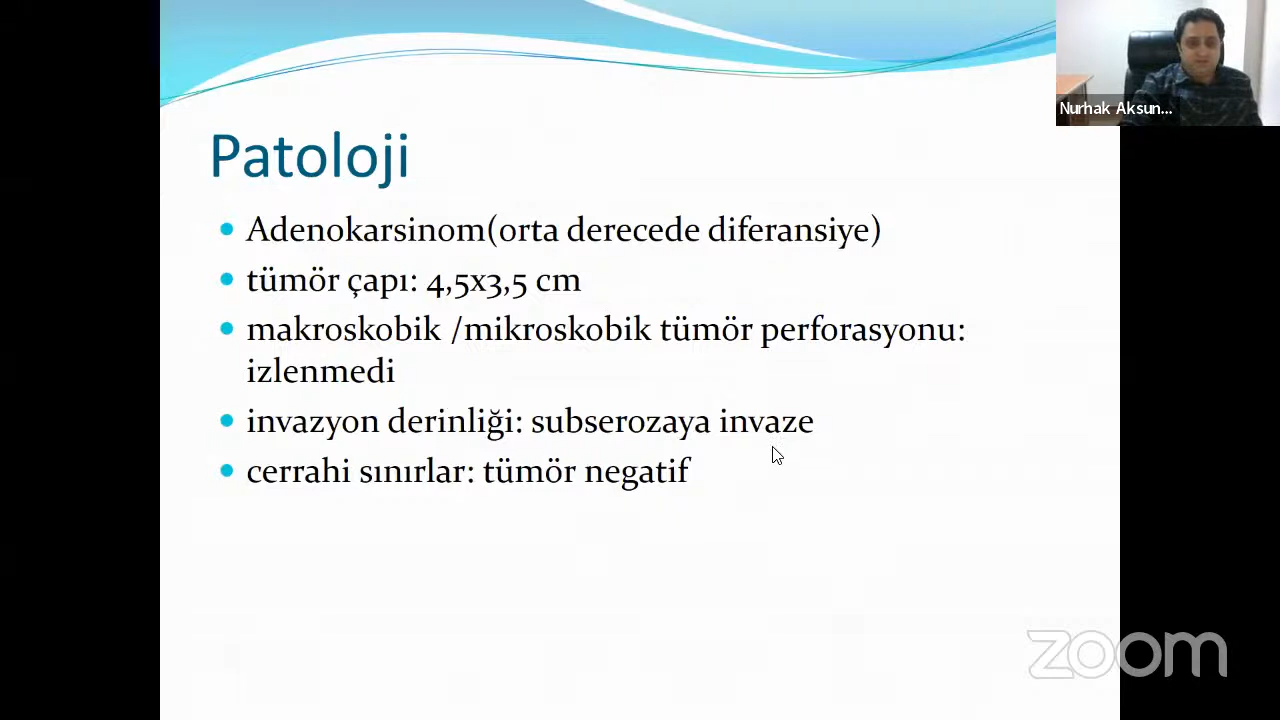 Nurhak Aksun...
Patoloji
Adenokarsinom(orta derecede diferansiye)
tümör çapı: 4,5x3,5 cm
makroskobik /mikroskobik tümör perforasyonu:
izlenmedi
invazyon derinliği: subserozaya invaze
cerrahi sınırlar: tümör negatif
zoom